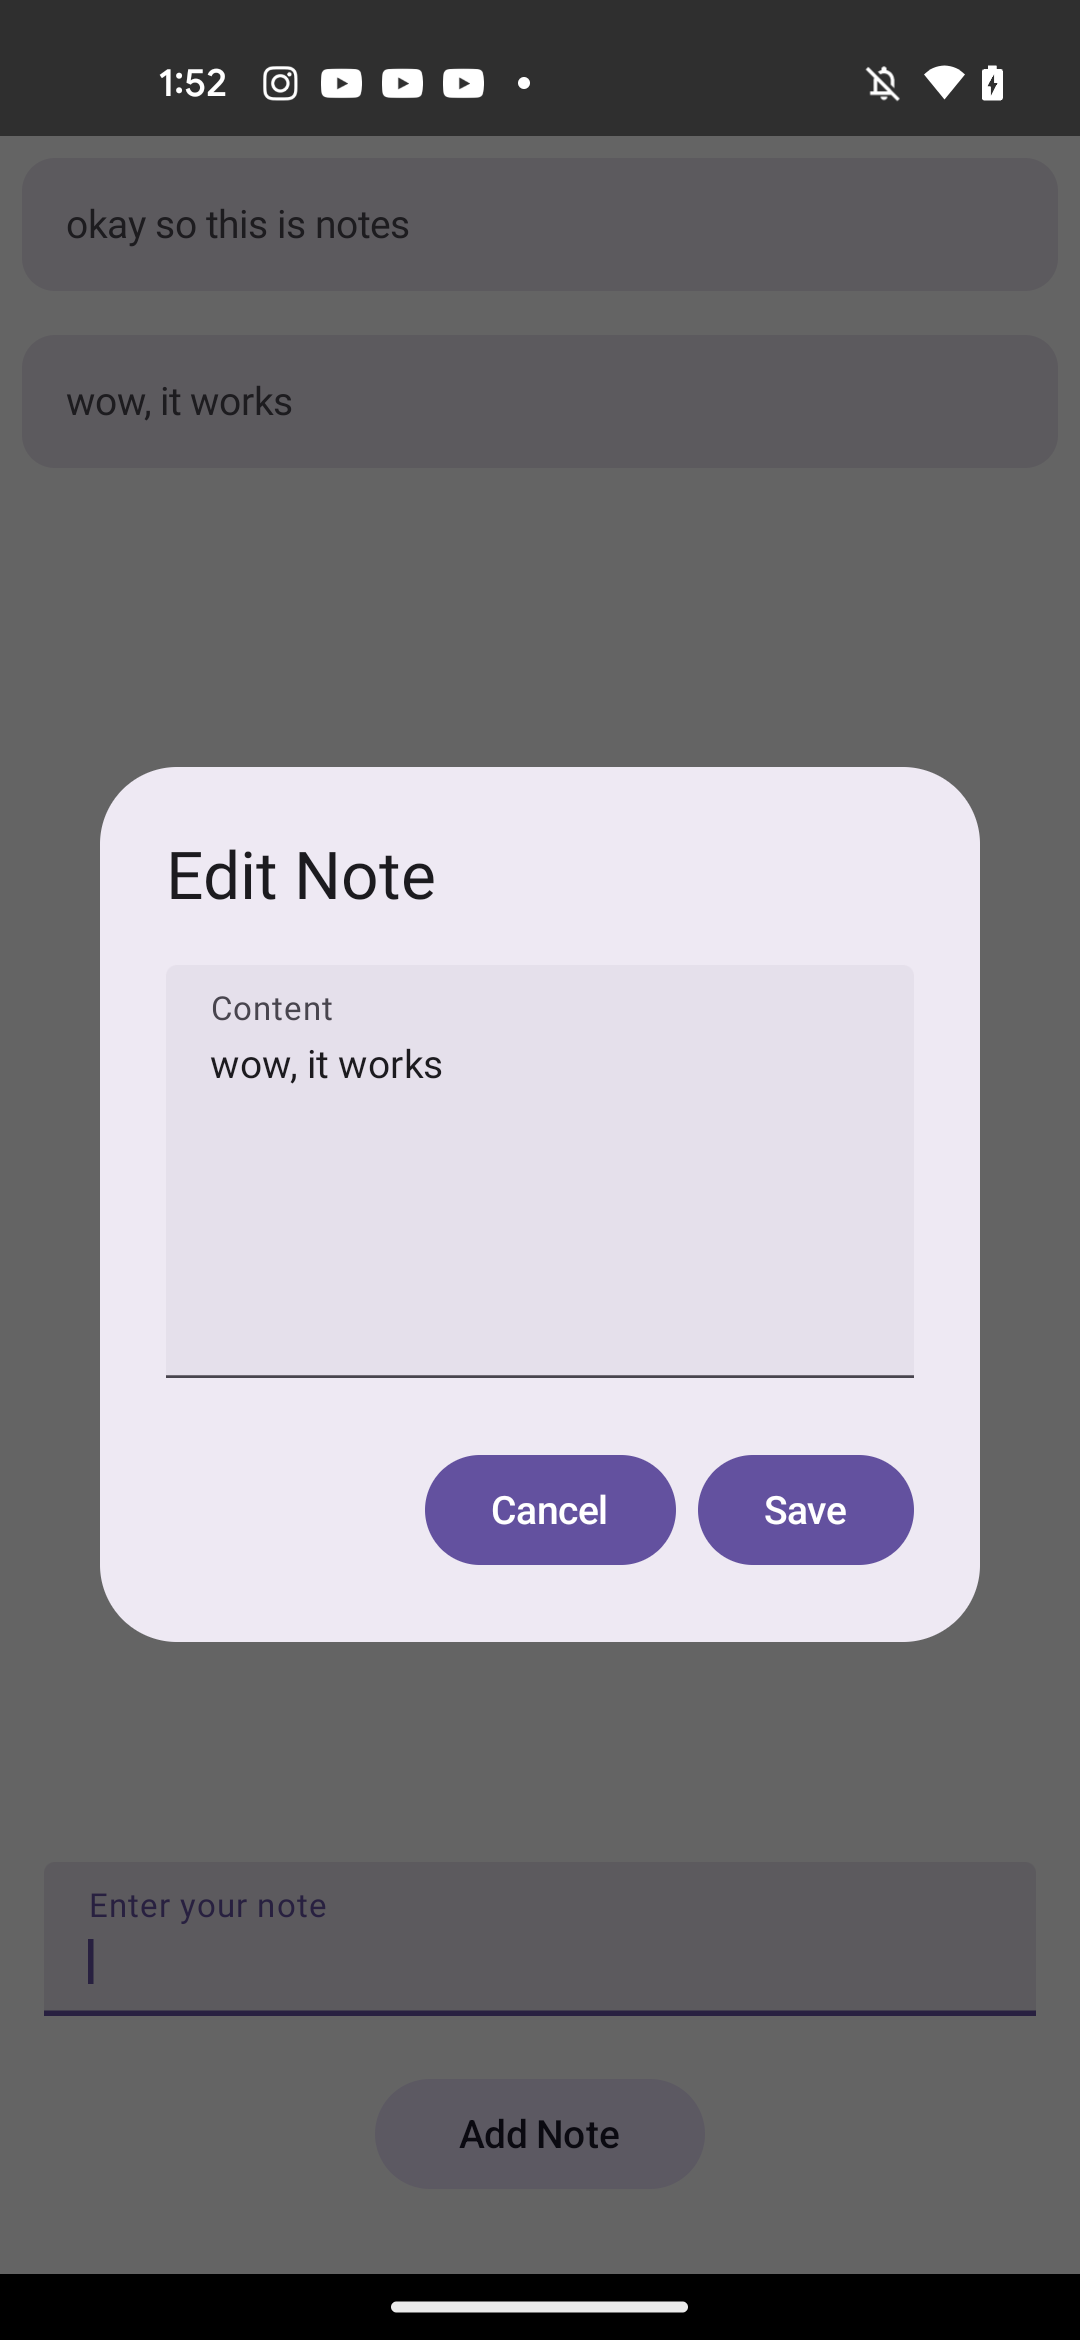 1:52
okay so this is notes
wow, it works
Edit Note
Content
wow, it works
Cancel Save
Enter your note
Add Note